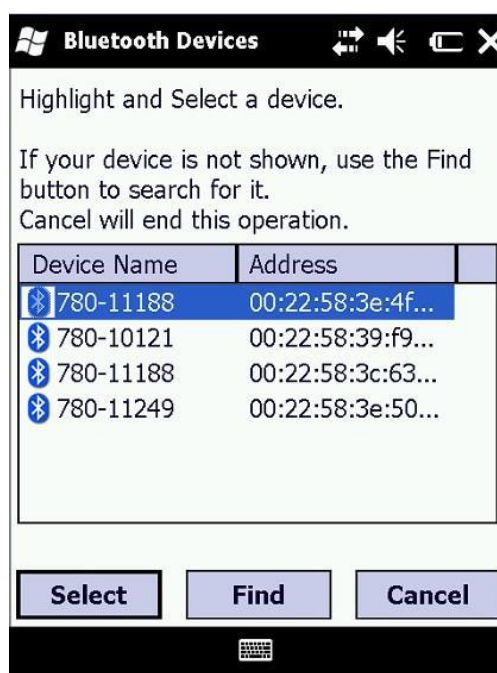 Bluetooth Devices
Highlight and Select a device.
If your device is not shown, use the Find
button to search for it.
Cancel will end this operation.
Device Name Address
780-11188 00:22:58:3e:4f...
780-10121 00:22:58:39:f9...
780-11188 00:22:58:3c:63...
780-11249 00:22:58:3e:50...
Select Find Cancel